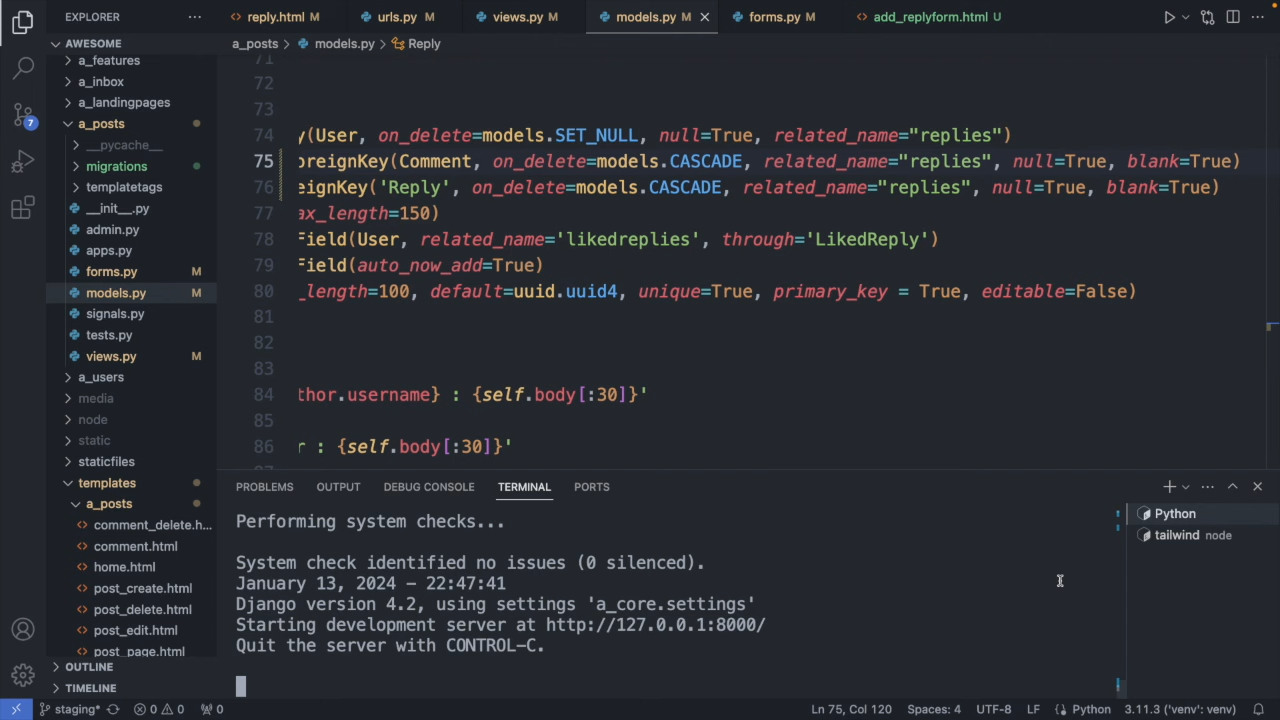 EXPLORER
reply.html M
urls.py M
views.py M
models.py M
forms.py M
add_replyform.html U
AWESOME
a_posts > models.py > Reply
a_features
a_inbox
a_landingpages
a_posts
__pycache__
migrations
templatetags
__init__.py
admin.py
apps.py
forms.py M
models.py M
signals.py
tests.py
views.py M
a_users
media
node
static
staticfiles
templates
a_posts
comment_delete.h...
comment.html
home.html
post_create.html
post_delete.html
post_edit.html
post_page.html
OUTLINE
TIMELINE
7
71
72
73
74 y(User, on_delete=models.SET_NULL, null=True, related_name="replies")
75 oreignKey(Comment, on_delete=models.CASCADE, related_name="replies", null=True, blank=True)
76 eignKey('Reply', on_delete=models.CASCADE, related_name="replies", null=True, blank=True)
77 ax_length=150)
78 Field(User, related_name='likedreplies', through='LikedReply')
79 Field(auto_now_add=True)
80 _length=100, default=uuid.uuid4, unique=True, primary_key = True, editable=False)
81
82
83
84 thor.username} : {self.body[:30]}'
85
86 r : {self.body[:30]}'
PROBLEMS OUTPUT DEBUG CONSOLE TERMINAL PORTS
Performing system checks...
System check identified no issues (0 silenced).
January 13, 2024 - 22:47:41
Django version 4.2, using settings 'a_core.settings'
Starting development server at http://127.0.0.1:8000/
Quit the server with CONTROL-C.
Python
tailwind node
staging* 0 0 0 Ln 75, Col 120 Spaces: 4 UTF-8 LF Python 3.11.3 ('venv': venv)